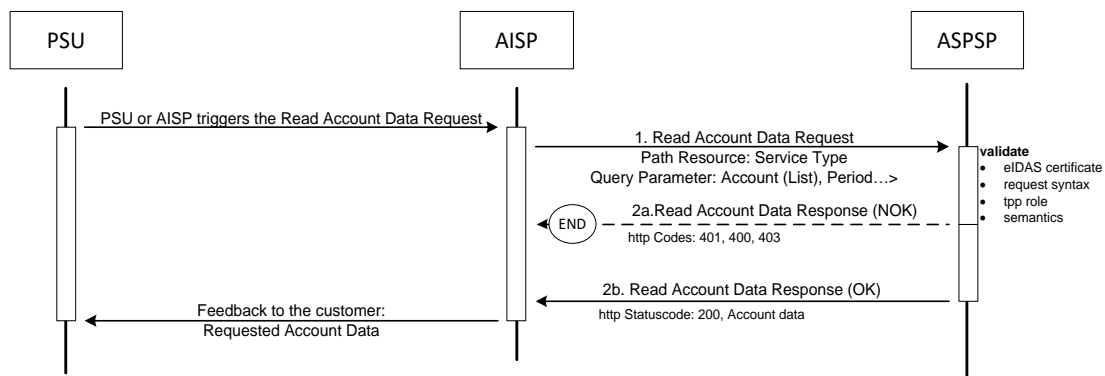 PSU
AISP
ASPSP
PSU or AISP triggers the Read Account Data Request
1. Read Account Data Request
Path Resource: Service Type
Query Parameter: Account (List), Period…>
validate
• eIDAS certificate
• request syntax
• tpp role
• semantics
2a.Read Account Data Response (NOK)
END
http Codes: 401, 400, 403
2b. Read Account Data Response (OK)
http Statuscode: 200, Account data
Feedback to the customer:
Requested Account Data